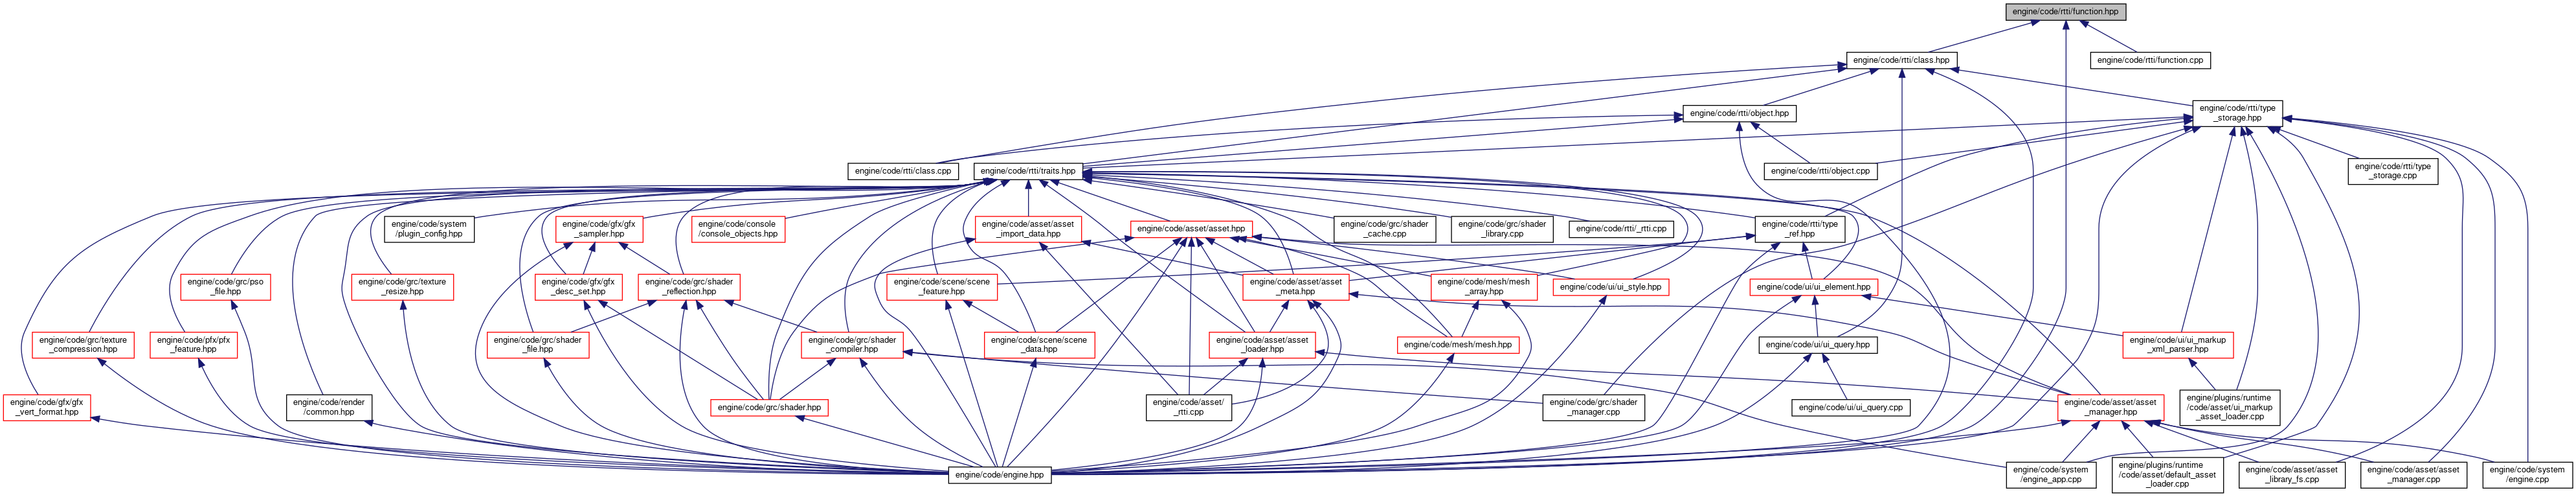 engine/code/rtti/function.hpp
engine/code/rtti/class.hpp
engine/code/rtti/function.cpp
engine/code/rtti/object.hpp
engine/code/rtti/type
_storage.hpp
engine/code/rtti/class.cpp
engine/code/rtti/traits.hpp
engine/code/rtti/object.cpp
engine/code/rtti/type
_storage.cpp
engine/code/system
/plugin_config.hpp
engine/code/gfx/gfx
_sampler.hpp
engine/code/console
/console_objects.hpp
engine/code/asset/asset
_import_data.hpp
engine/code/asset/asset.hpp
engine/code/grc/shader
_cache.cpp
engine/code/grc/shader
_library.cpp
engine/code/rtti/_rtti.cpp
engine/code/rtti/type
_ref.hpp
engine/code/grc/pso
_file.hpp
engine/code/grc/texture
_resize.hpp
engine/code/gfx/gfx
_desc_set.hpp
engine/code/grc/shader
_reflection.hpp
engine/code/scene/scene
_feature.hpp
engine/code/asset/asset
_meta.hpp
engine/code/mesh/mesh
_array.hpp
engine/code/ui/ui_style.hpp
engine/code/ui/ui_element.hpp
engine/code/grc/texture
_compression.hpp
engine/code/pfx/pfx
_feature.hpp
engine/code/grc/shader
_file.hpp
engine/code/grc/shader
_compiler.hpp
engine/code/scene/scene
_data.hpp
engine/code/asset/asset
_loader.hpp
engine/code/mesh/mesh.hpp
engine/code/ui/ui_query.hpp
engine/code/ui/ui_markup
_xml_parser.hpp
engine/code/gfx/gfx
_vert_format.hpp
engine/code/render
/common.hpp
engine/code/grc/shader.hpp
engine/code/asset/
_rtti.cpp
engine/code/grc/shader
_manager.cpp
engine/code/ui/ui_query.cpp
engine/code/asset/asset
_manager.hpp
engine/plugins/runtime
/code/asset/ui_markup
_asset_loader.cpp
engine/code/engine.hpp
engine/code/system
/engine_app.cpp
engine/plugins/runtime
/code/asset/default_asset
_loader.cpp
engine/code/asset/asset
_library_fs.cpp
engine/code/asset/asset
_manager.cpp
engine/code/system
/engine.cpp